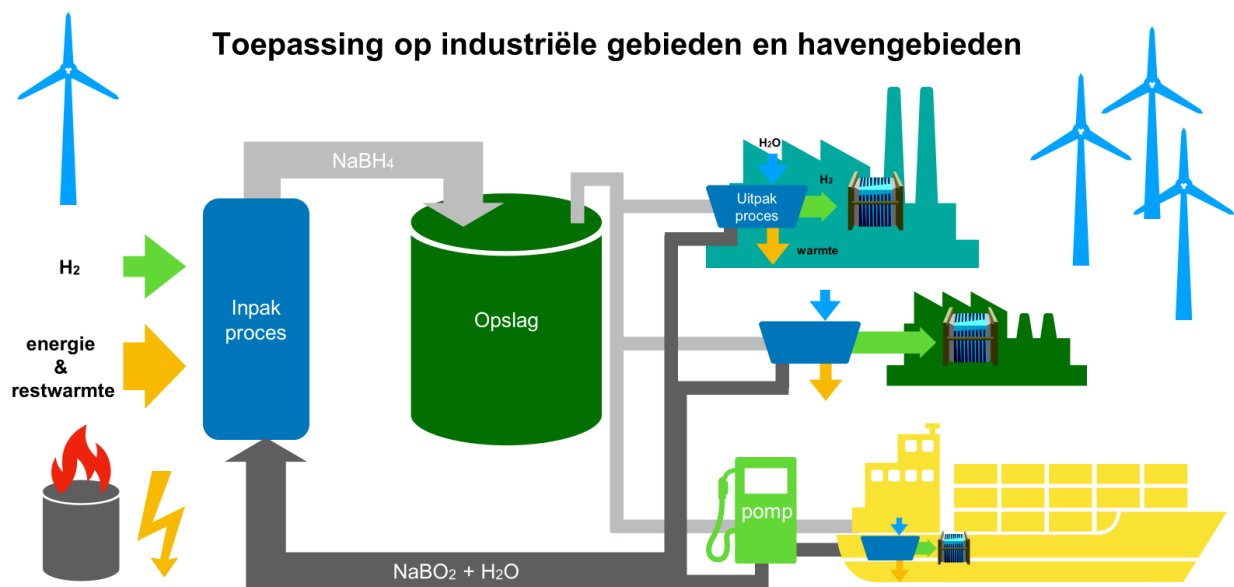 Toepassing op industriële gebieden en havengebieden
NaBH₄
H₂O
H₂
Uitpak
proces
warmte
H₂
Inpak
proces
Opslag
energie
&
restwarmte
pomp
NaBO₂ + H₂O